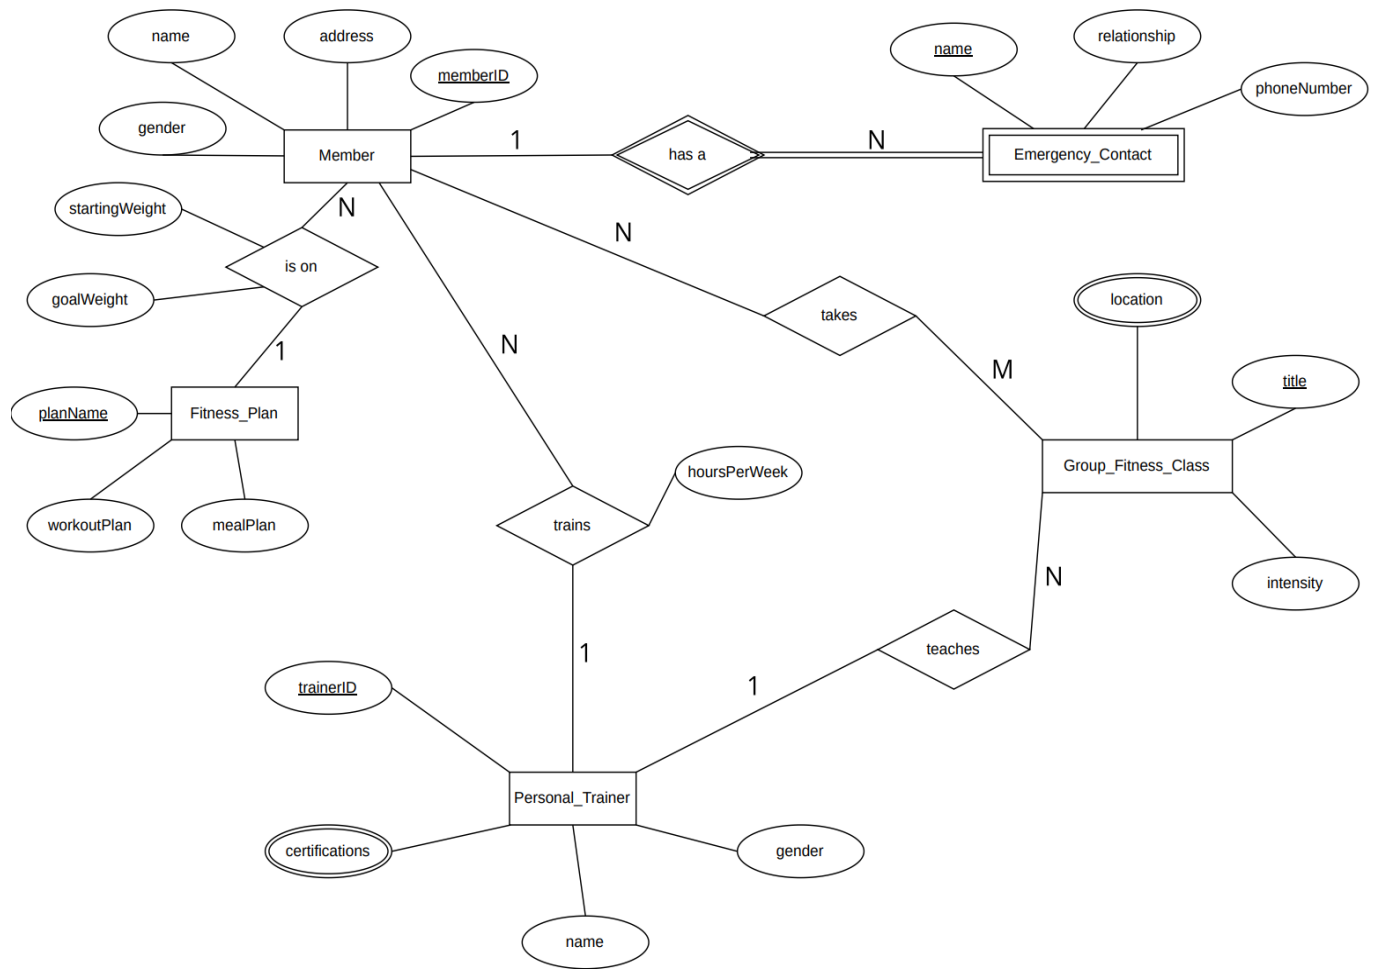 name
address
memberID
name
relationship
phoneNumber
gender
Member
1
has a
N
Emergency_Contact
startingWeight
N
N
is on
goalWeight
takes
location
1
N
M
title
planName
Fitness_Plan
Group_Fitness_Class
hoursPerWeek
workoutPlan
mealPlan
trains
N
intensity
1
teaches
trainerID
1
Personal_Trainer
certifications
gender
name